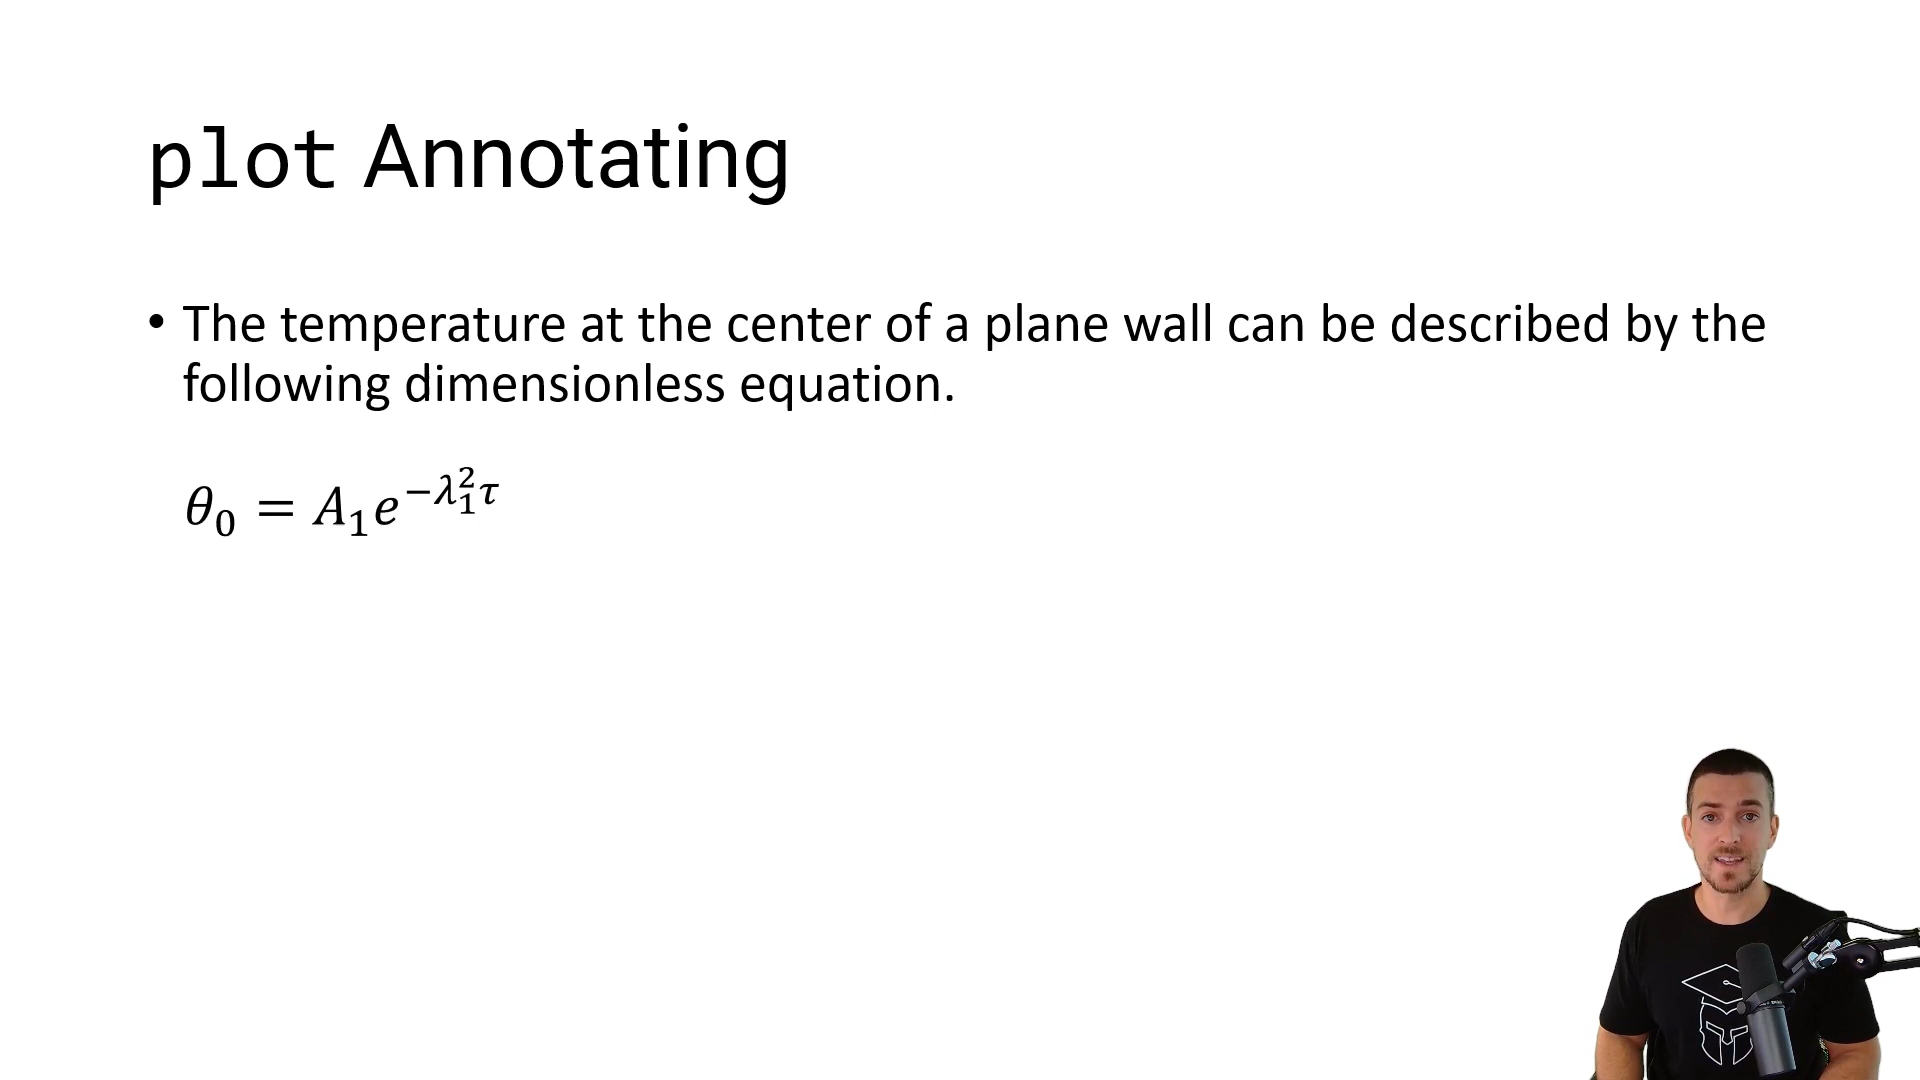 plot Annotating
• The temperature at the center of a plane wall can be described by the
following dimensionless equation.
θ₀ = A₁e^(−λ₁²τ)